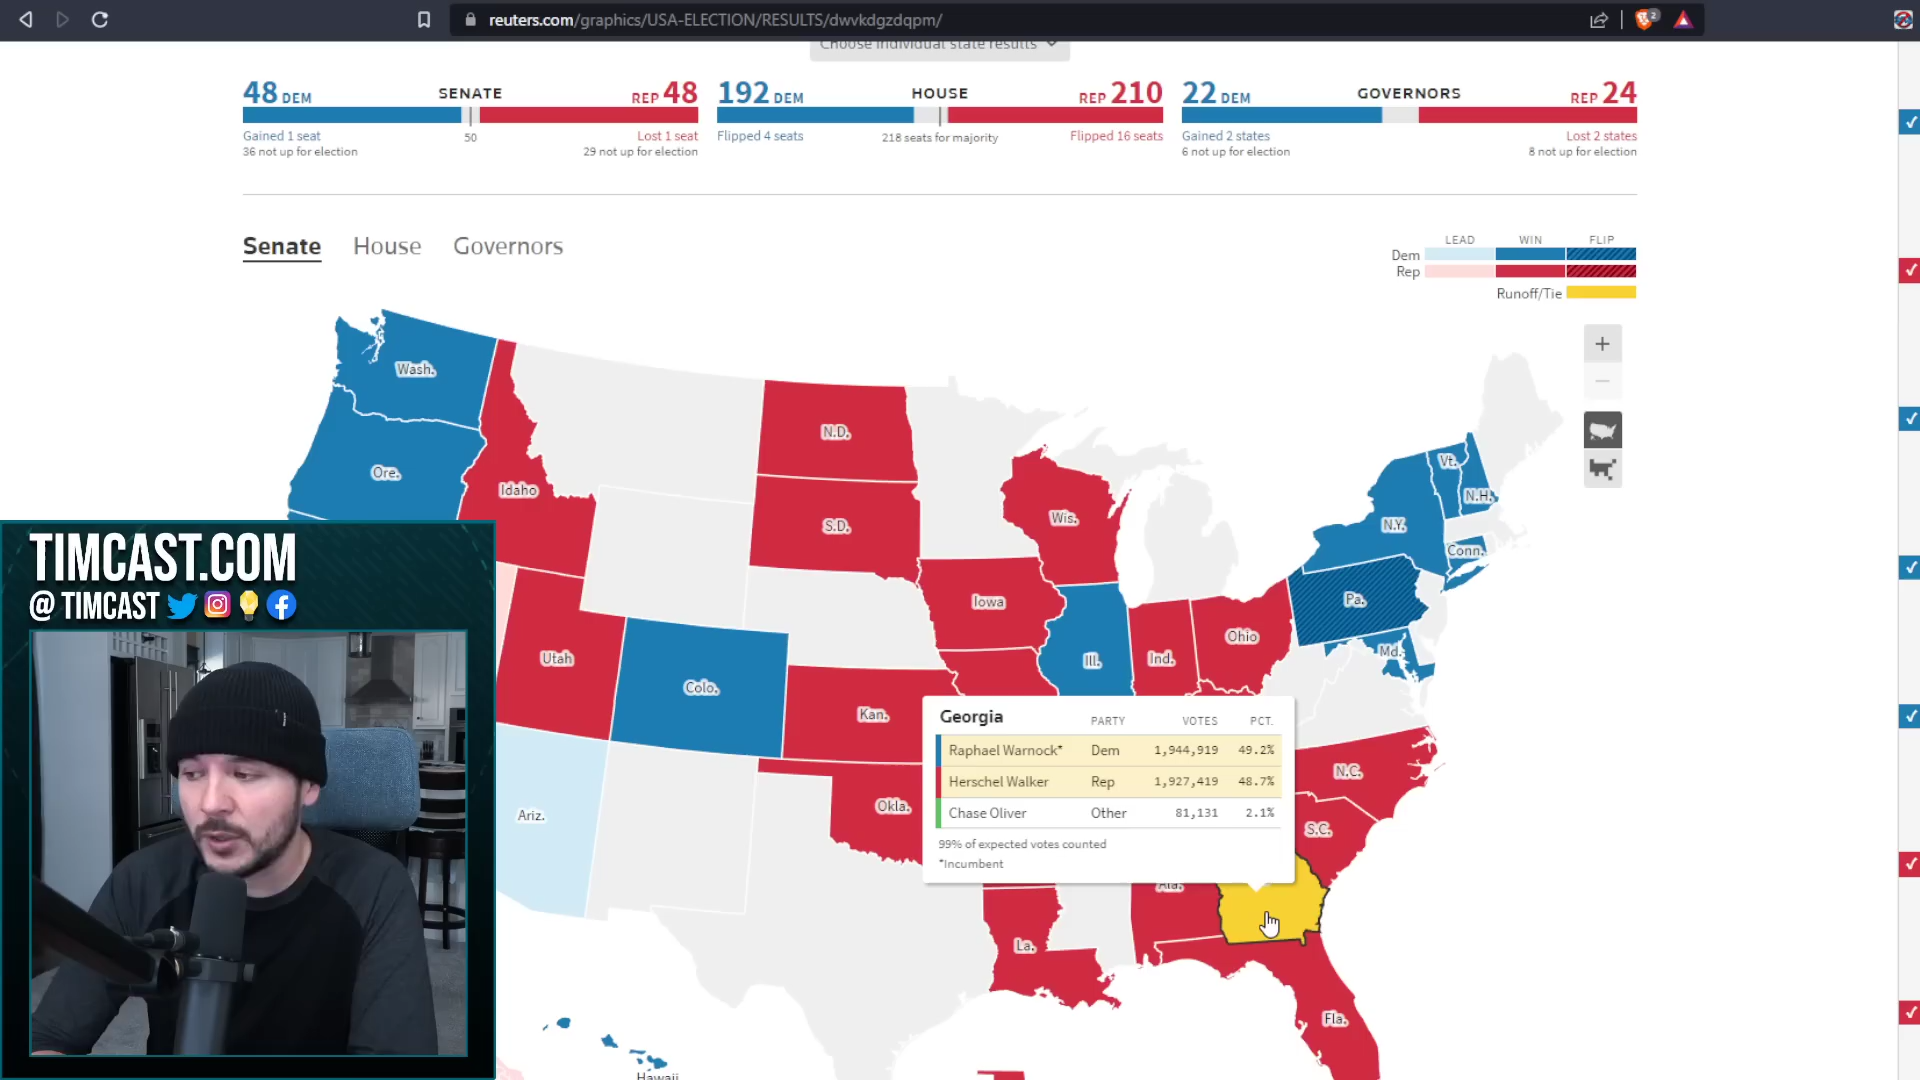 reuters.com/graphics/USA-ELECTION/RESULTS/dwvkdgzdqpm/
2
Choose individual state results
48 DEM SENATE REP 48
Gained 1 seat 50 Lost 1 seat
36 not up for election 29 not up for election
192 DEM HOUSE REP 210
Flipped 4 seats 218 seats for majority Flipped 16 seats
22 DEM GOVERNORS REP 24
Gained 2 states Lost 2 states
6 not up for election 8 not up for election
Senate House Governors
LEAD WIN FLIP
Dem
Rep
Runoff/Tie
+
−
Wash.
Ore.
Idaho
N.D.
S.D.
Wis.
Vt.
N.H.
N.Y.
Conn.
Iowa
Pa.
Utah
Colo.
Ill.
Ind.
Ohio
Md.
Kan.
Ariz.
Okla.
N.C.
S.C.
Ala.
La.
Fla.
Hawaii
Georgia PARTY VOTES PCT.
Raphael Warnock* Dem 1,944,919 49.2%
Herschel Walker Rep 1,927,419 48.7%
Chase Oliver Other 81,131 2.1%
99% of expected votes counted
*Incumbent
TIMCAST.COM
@ TIMCAST